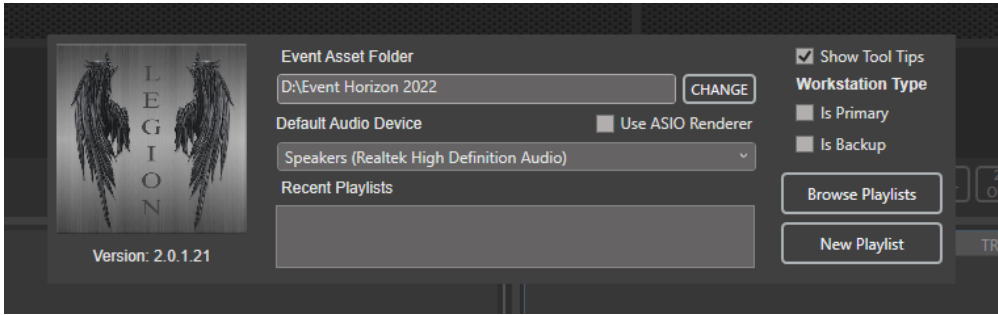 LEGION
Version: 2.0.1.21
Event Asset Folder
D:\Event Horizon 2022
CHANGE
Default Audio Device
Use ASIO Renderer
Speakers (Realtek High Definition Audio)
Recent Playlists
Show Tool Tips
Workstation Type
Is Primary
Is Backup
Browse Playlists
New Playlist
TR